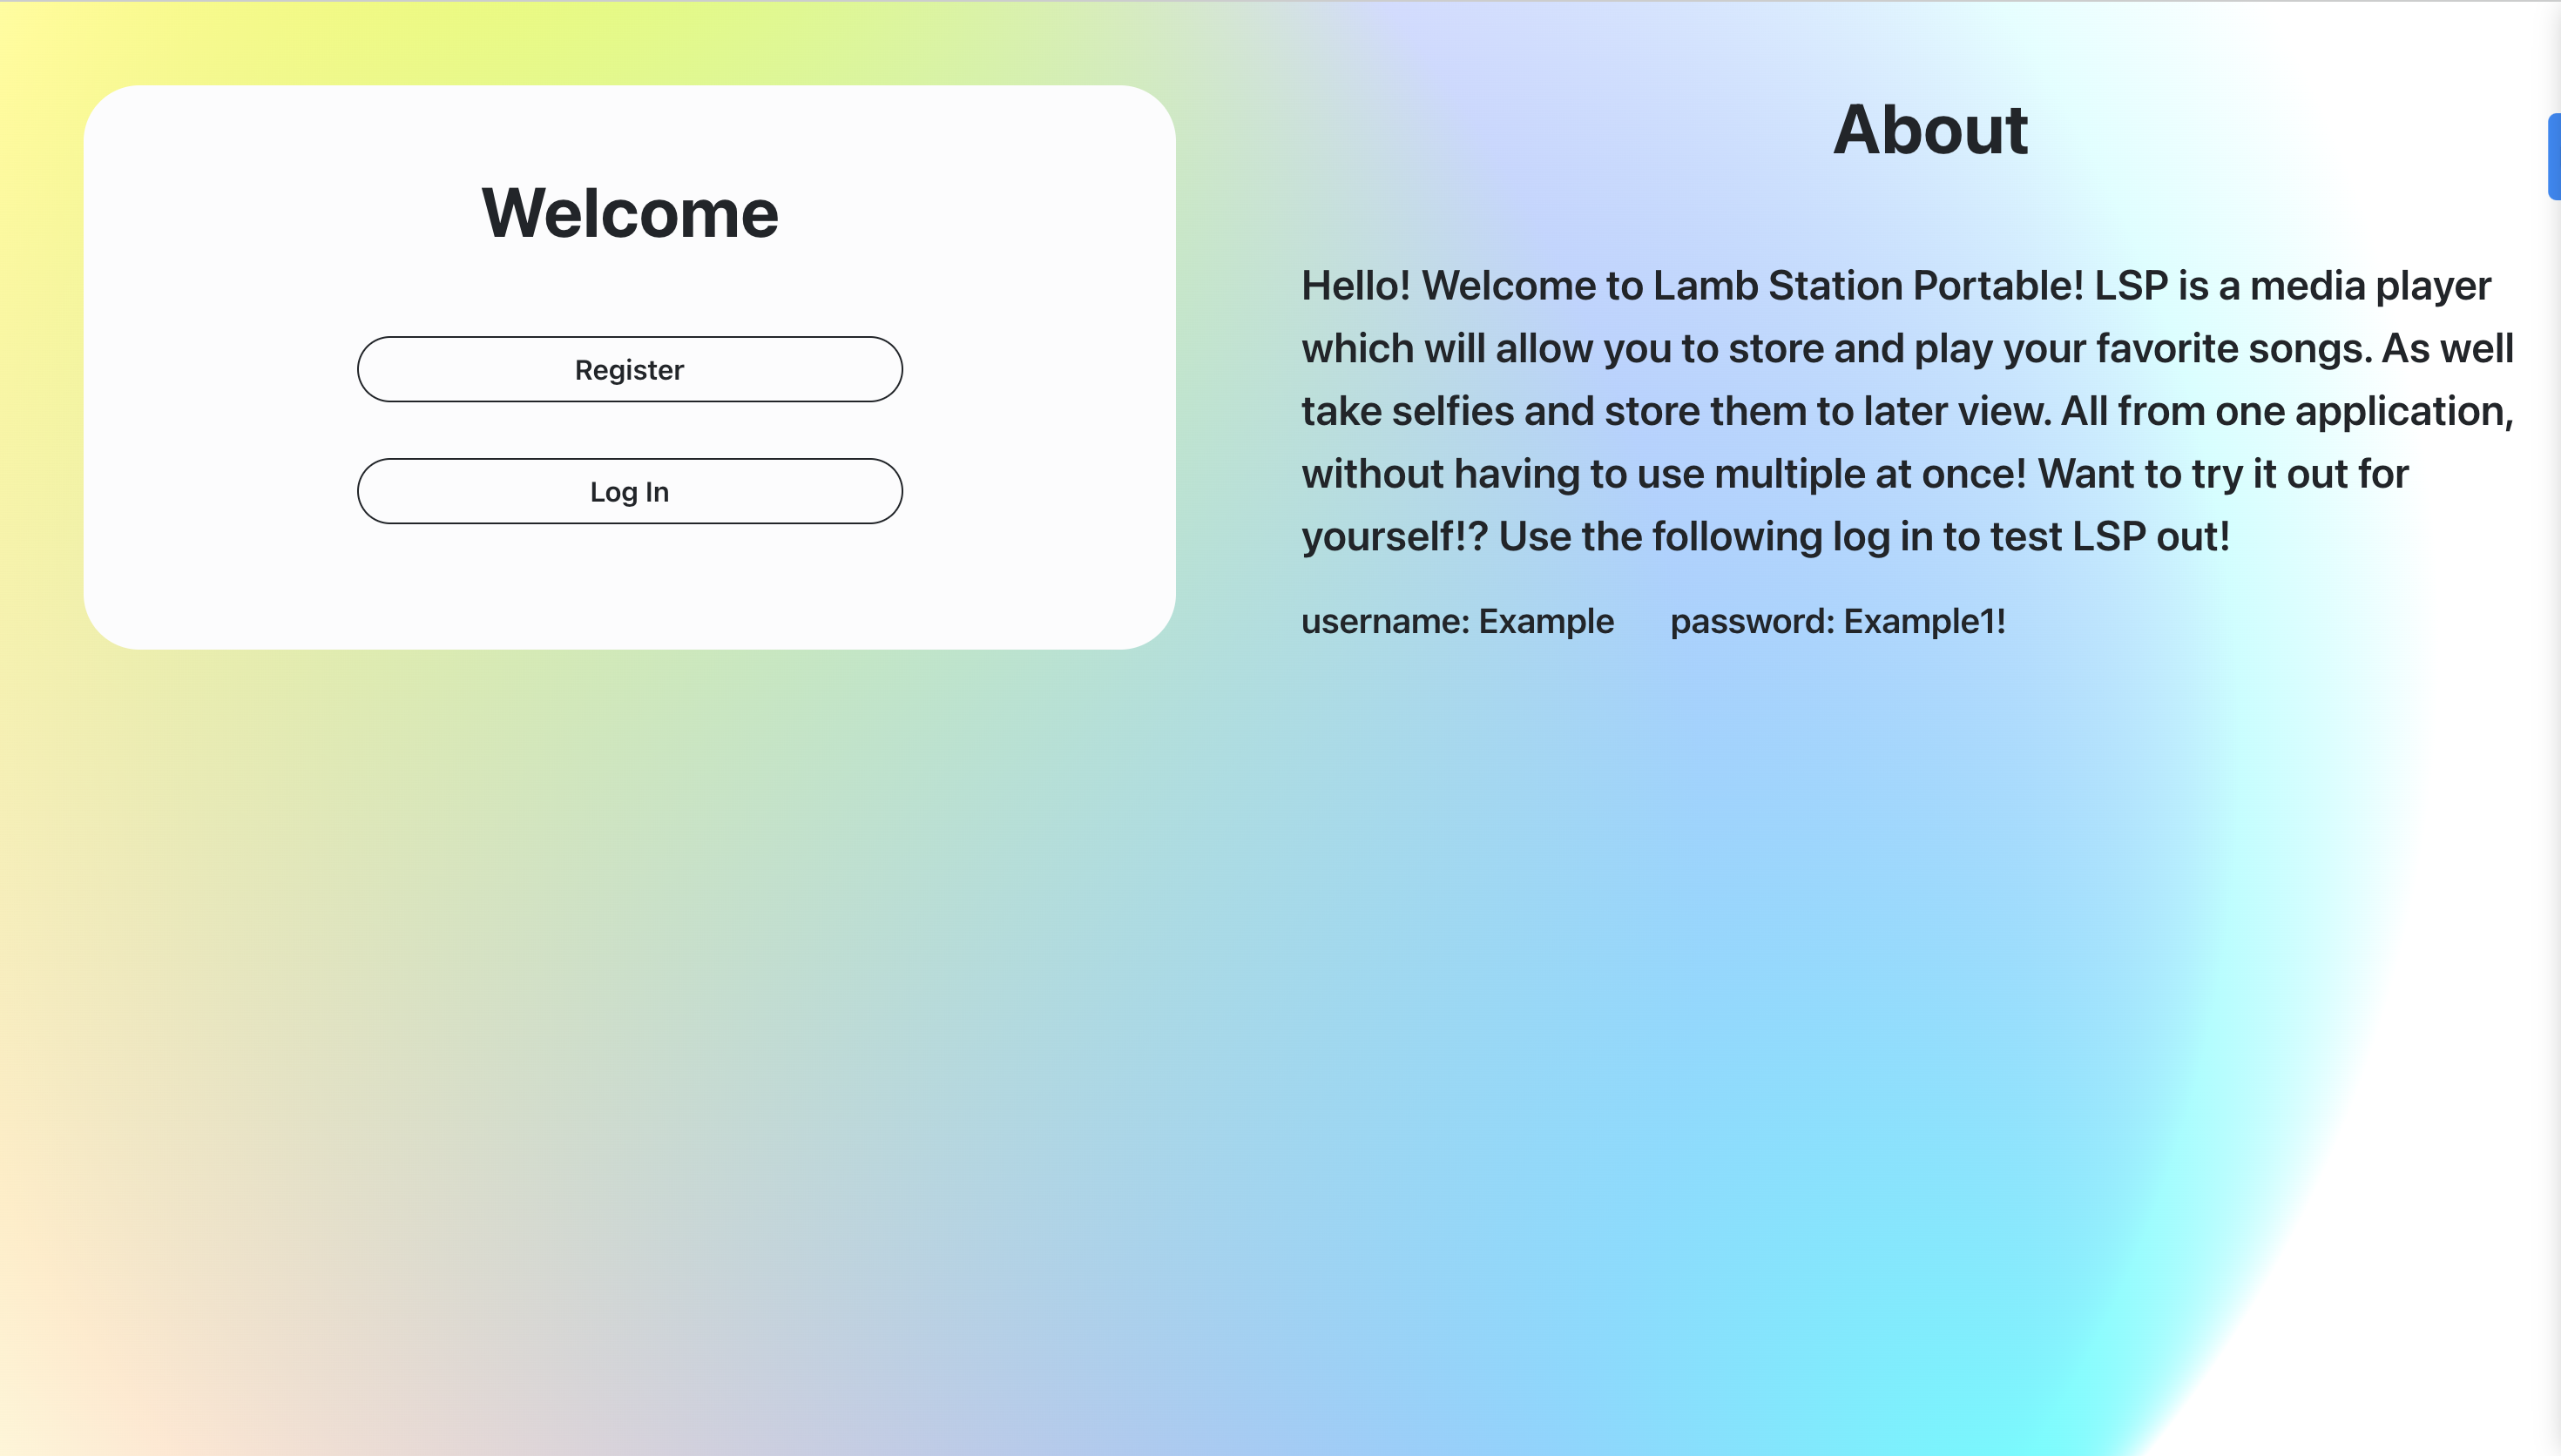 Welcome
Register
Log In
About
Hello! Welcome to Lamb Station Portable! LSP is a media player
which will allow you to store and play your favorite songs. As well
take selfies and store them to later view. All from one application,
without having to use multiple at once! Want to try it out for
yourself!? Use the following log in to test LSP out!
username: Example password: Example1!